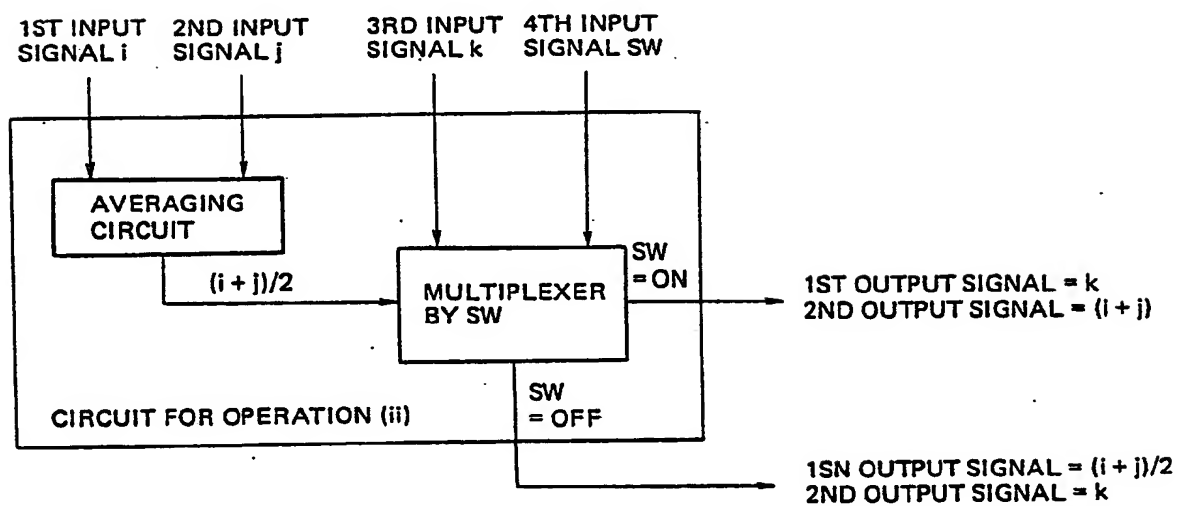 1ST INPUT
SIGNAL i
2ND INPUT
SIGNAL j
3RD INPUT
SIGNAL k
4TH INPUT
SIGNAL SW
AVERAGING
CIRCUIT
(i + j)/2
MULTIPLEXER
BY SW
SW
= ON
1ST OUTPUT SIGNAL = k
2ND OUTPUT SIGNAL = (i + j)
SW
= OFF
CIRCUIT FOR OPERATION (ii)
1SN OUTPUT SIGNAL = (i + j)/2
2ND OUTPUT SIGNAL = k